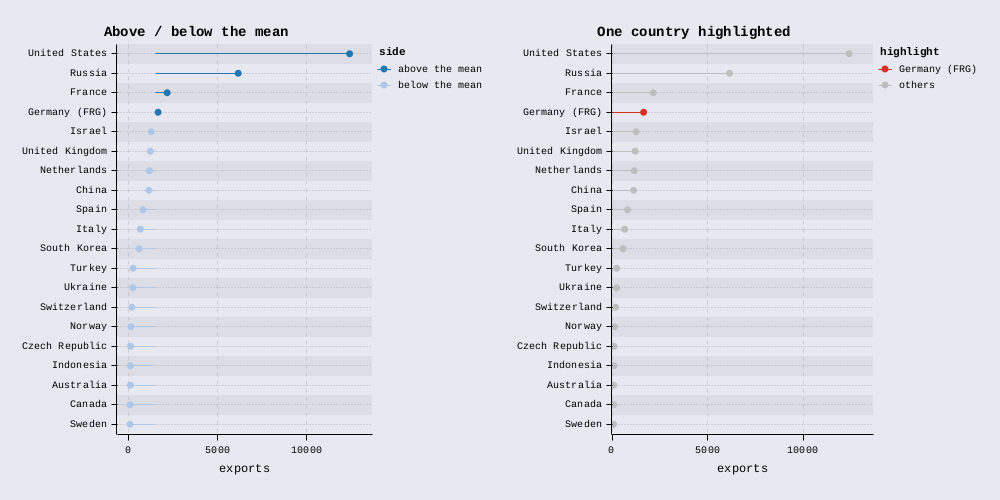 Above / below the mean
United States
Russia
France
Germany (FRG)
Israel
United Kingdom
Netherlands
China
Spain
Italy
South Korea
Turkey
Ukraine
Switzerland
Norway
Czech Republic
Indonesia
Australia
Canada
Sweden
0 5000 10000
exports
side
above the mean
below the mean
One country highlighted
United States
Russia
France
Germany (FRG)
Israel
United Kingdom
Netherlands
China
Spain
Italy
South Korea
Turkey
Ukraine
Switzerland
Norway
Czech Republic
Indonesia
Australia
Canada
Sweden
0 5000 10000
exports
highlight
Germany (FRG)
others